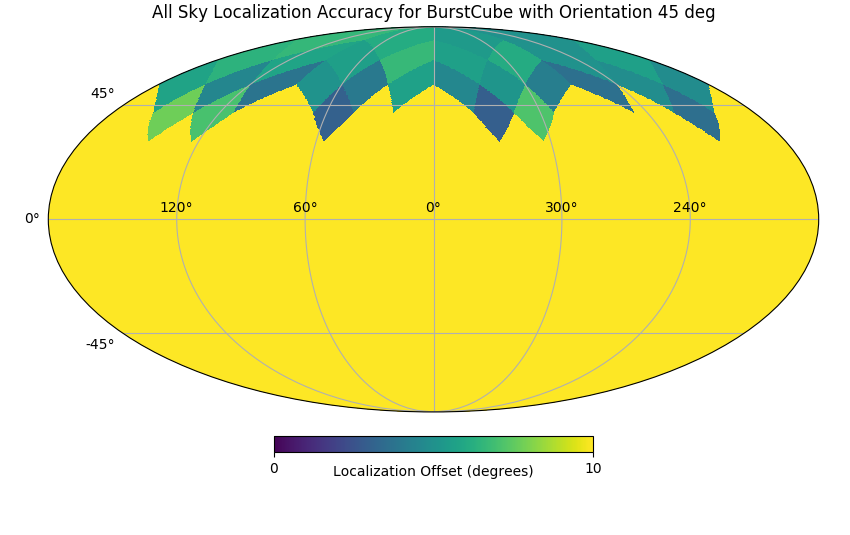 All Sky Localization Accuracy for BurstCube with Orientation 45 deg
45°
120° 60° 0° 300° 240°
0°
-45°
0 10
Localization Offset (degrees)